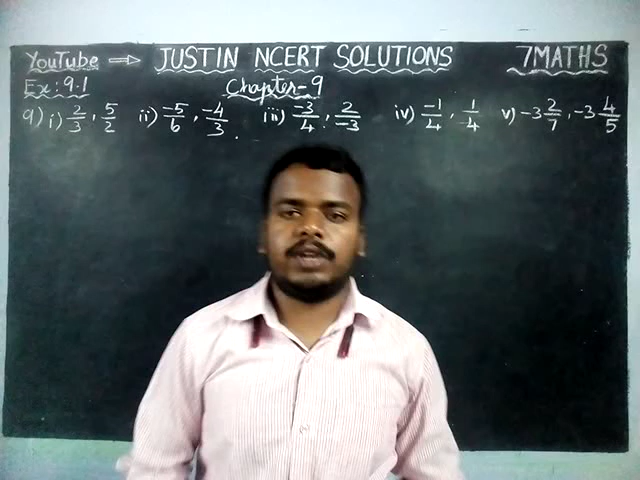 YouTube ⇒ JUSTIN NCERT SOLUTIONS 7MATHS
Ex: 9.1 Chapter-9
9) i) 2/3, 5/2 ii) -5/6, -4/3. iii) -3/4, 2/-3 iv) -1/4, 1/4 v) -3 2/7, -3 4/5